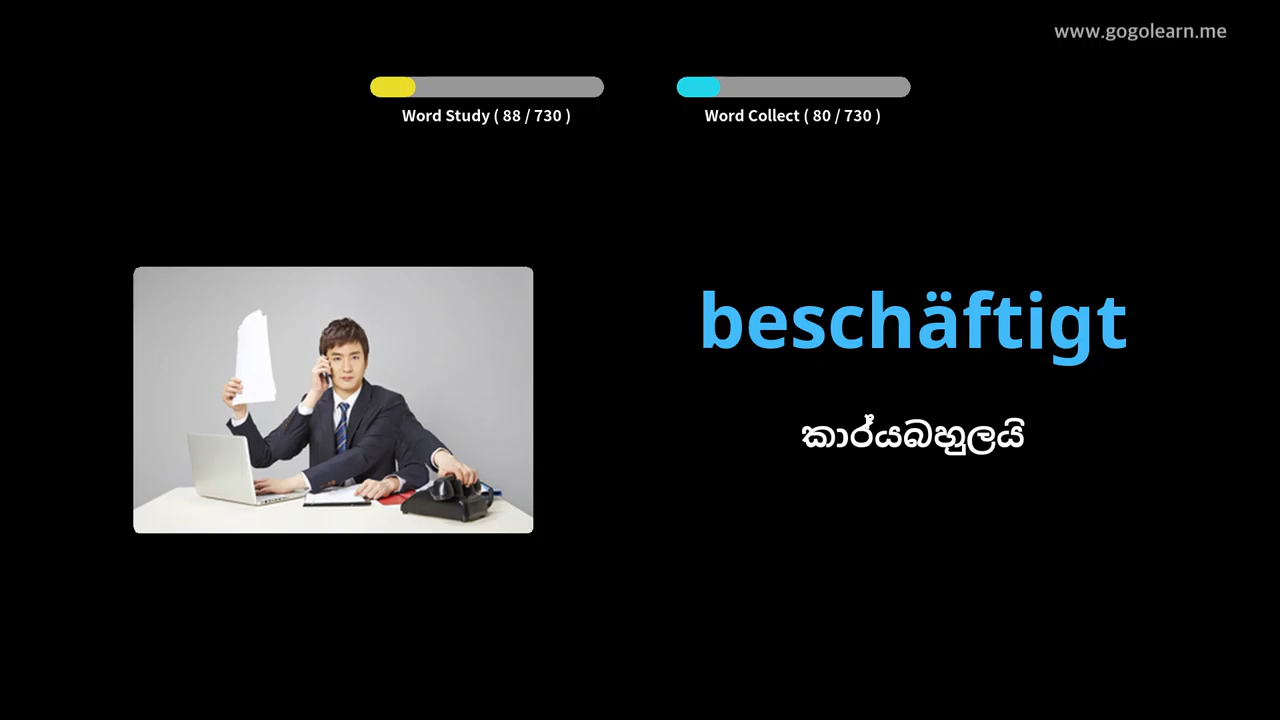 www.gogolearn.me
Word Study ( 88 / 730 )
Word Collect ( 80 / 730 )
beschäftigt
කාර්යබහුලයි